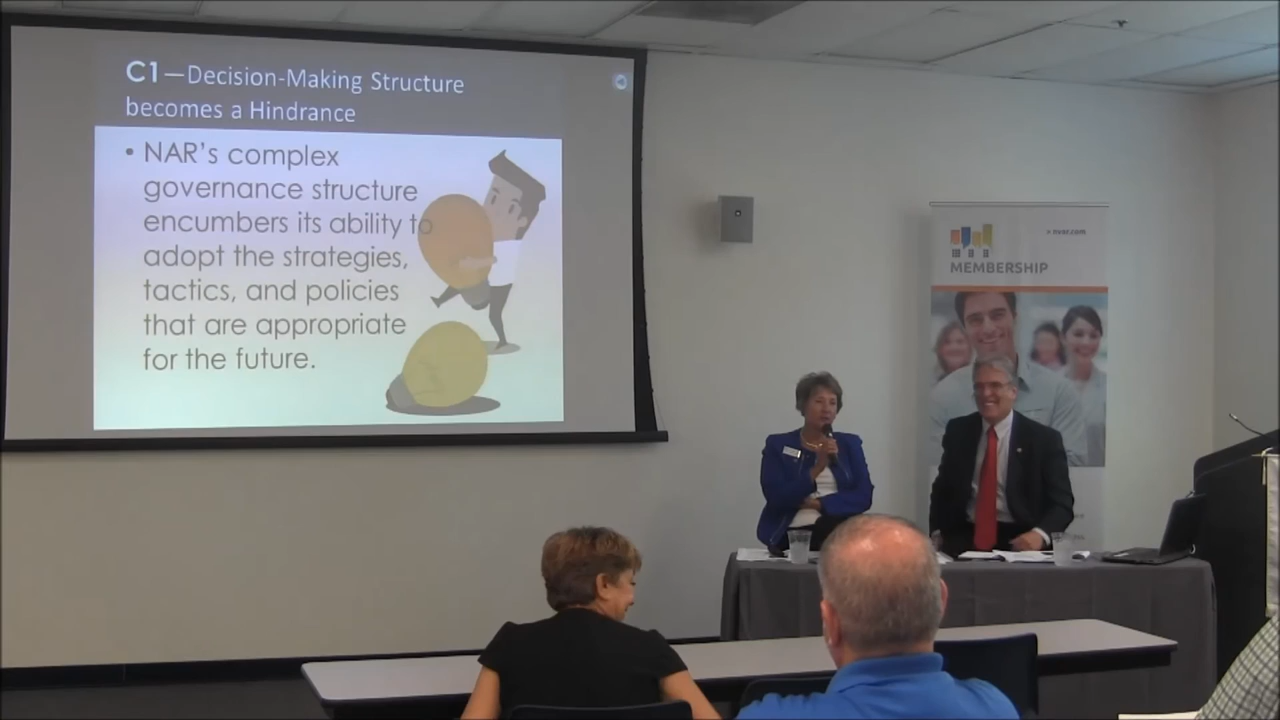 C1—Decision-Making Structure
becomes a Hindrance
• NAR's complex
governance structure
encumbers its ability to
adopt the strategies,
tactics, and policies
that are appropriate
for the future.
MEMBERSHIP